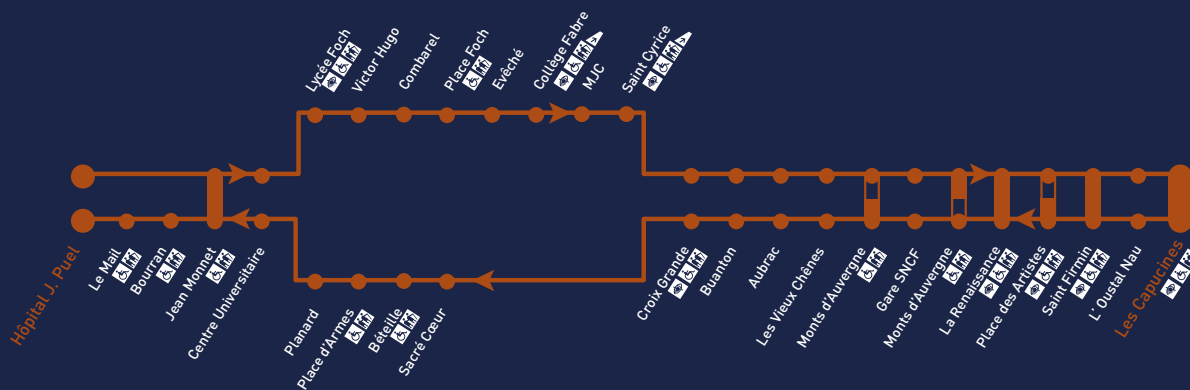 Lycée Foch
Victor Hugo
Combarel
Place Foch
Evêché
Collège Fabre
MJC
Saint Cyrice
Hôpital J. Puel
Le Mail
Bourran
Jean Monnet
Centre Universitaire
Planard
Place d'Armes
Béteille
Sacré Cœur
Croix Grande
Buanton
Aubrac
Les Vieux Chênes
Monts d'Auvergne
Gare SNCF
Monts d'Auvergne
La Renaissance
Place des Artistes
Saint Firmin
L' Oustal Nau
Les Capucines